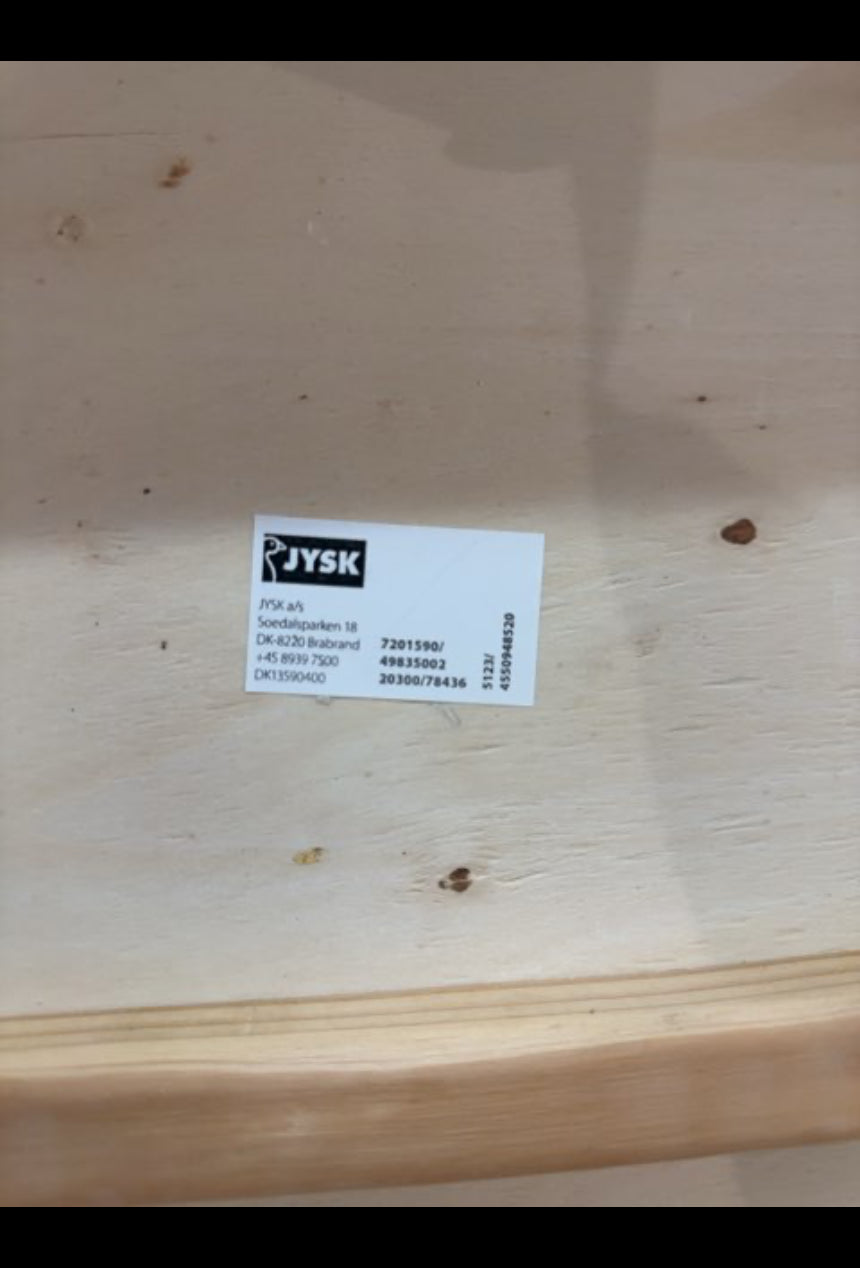 JYSK
JYSK a/s
Soedalsparken 18
DK-8220 Brabrand
+45 8939 7500
DK13590400
7201590/
49835002
20300/78436
5123/
4550948520